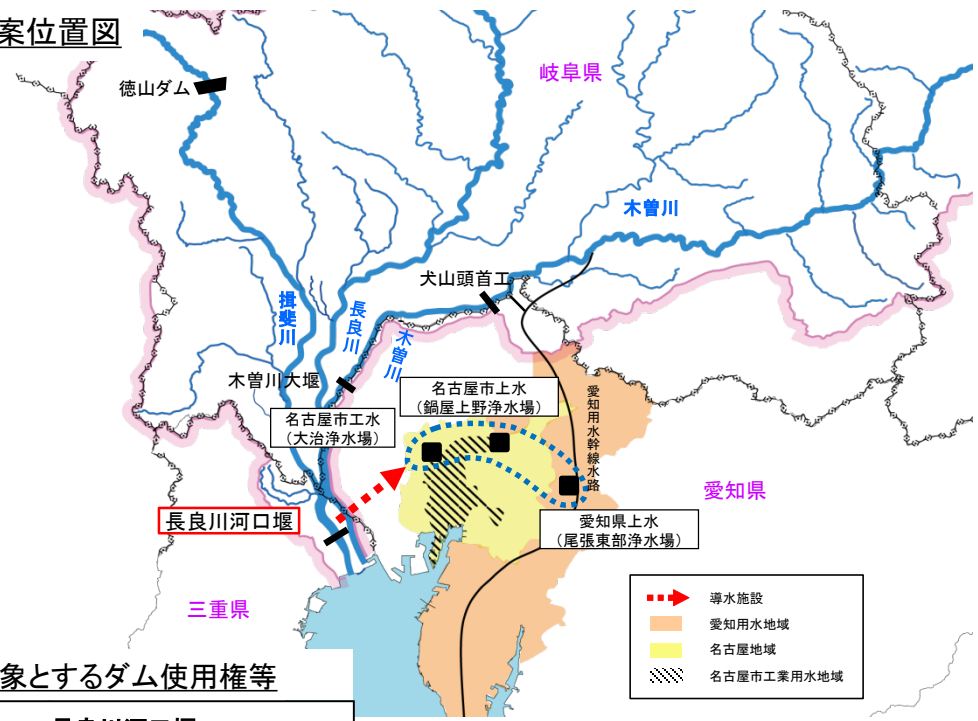 案位置図
徳山ダム
岐阜県
木曽川
犬山頭首工
揖斐川
長良川
木曽川
木曽川大堰
名古屋市上水
（鍋屋上野浄水場）
名古屋市工水
（大治浄水場）
愛知用水幹線水路
愛知県
長良川河口堰
愛知県上水
（尾張東部浄水場）
三重県
導水施設
愛知用水地域
名古屋地域
名古屋市工業用水地域
象とするダム使用権等
長良川河口堰